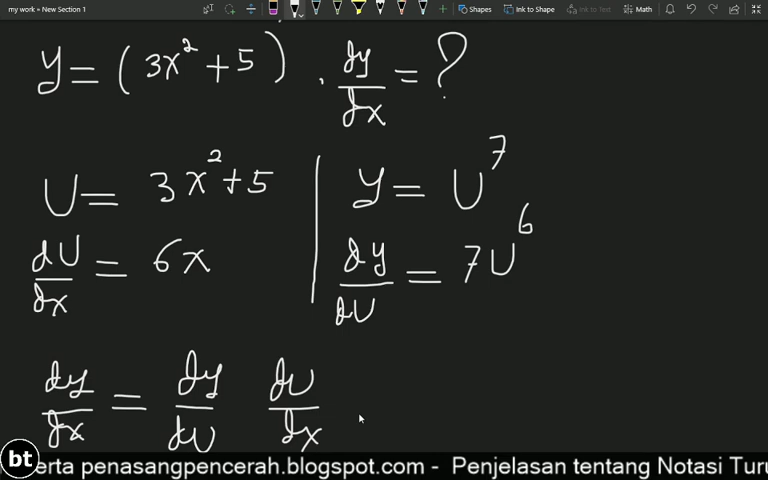 my work » New Section 1
Shapes Ink to Shape Ink to Text Math
y = (3x² + 5) . dy/dx = ?
U = 3x² + 5 | y = U⁷
dU/dx = 6x | dy/dU = 7U⁶
dy/dx = dy/dU dU/dx
bt erta penasangpencerah.blogspot.com - Penjelasan tentang Notasi Turu